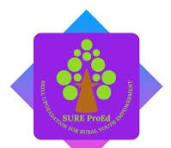 SURE ProEd
SKILL UPGRADATION FOR RURAL YOUTH EMPOWERMENT